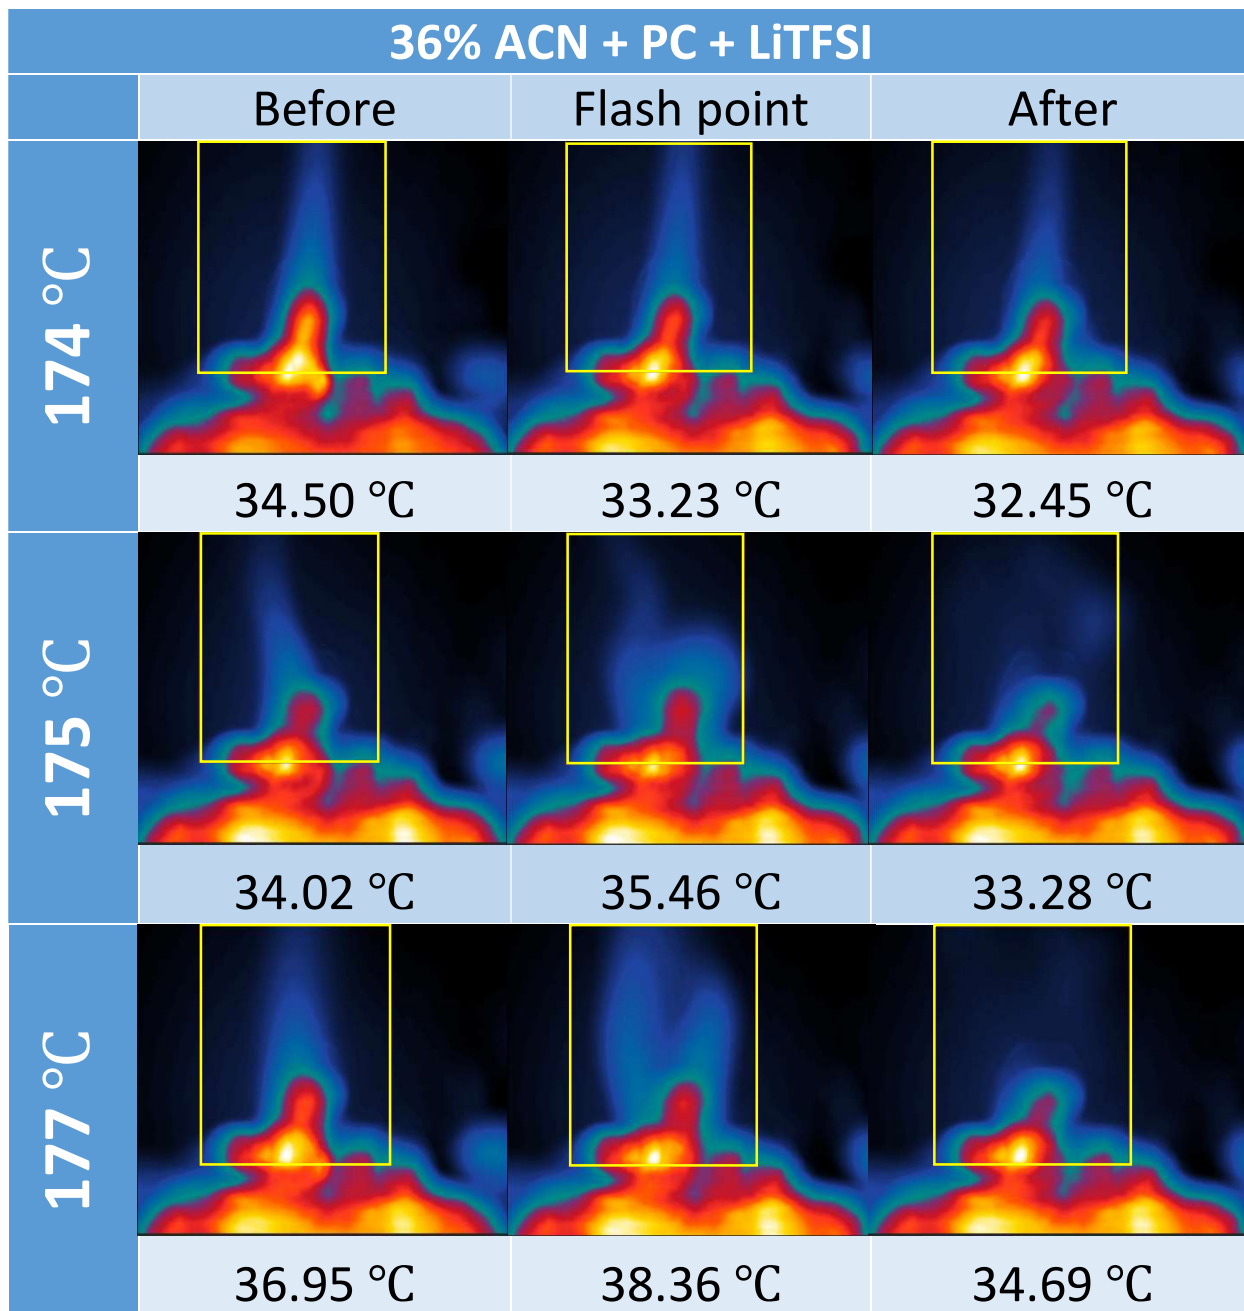 36% ACN + PC + LiTFSI
Before Flash point After
174 ℃
34.50 ℃ 33.23 ℃ 32.45 ℃
175 ℃
34.02 ℃ 35.46 ℃ 33.28 ℃
177 ℃
36.95 ℃ 38.36 ℃ 34.69 ℃